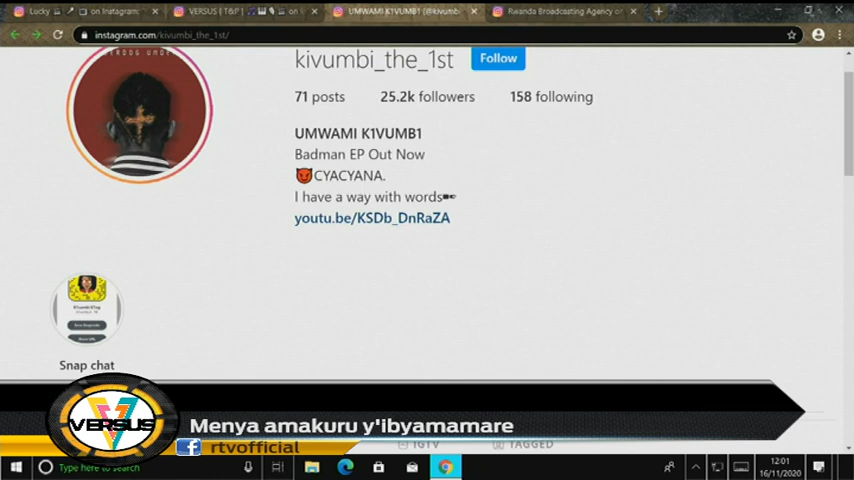 Lucky on Instagram:
VERSUS [ T&P ]
UMWAMI K1VUMB1 (@kivumb
Rwanda Broadcasting Agency o
instagram.com/kivumbi_the_1st/
kivumbi_the_1st
Follow
71 posts 25.2k followers 158 following
UMWAMI K1VUMB1
Badman EP Out Now
😈CYACYANA.
I have a way with words
youtu.be/KSDb_DnRaZA
Snap chat
VERSUS
Menya amakuru y'ibyamamare
rtvofficial
IGTV
TAGGED
Type here to search
12:01
16/11/2020